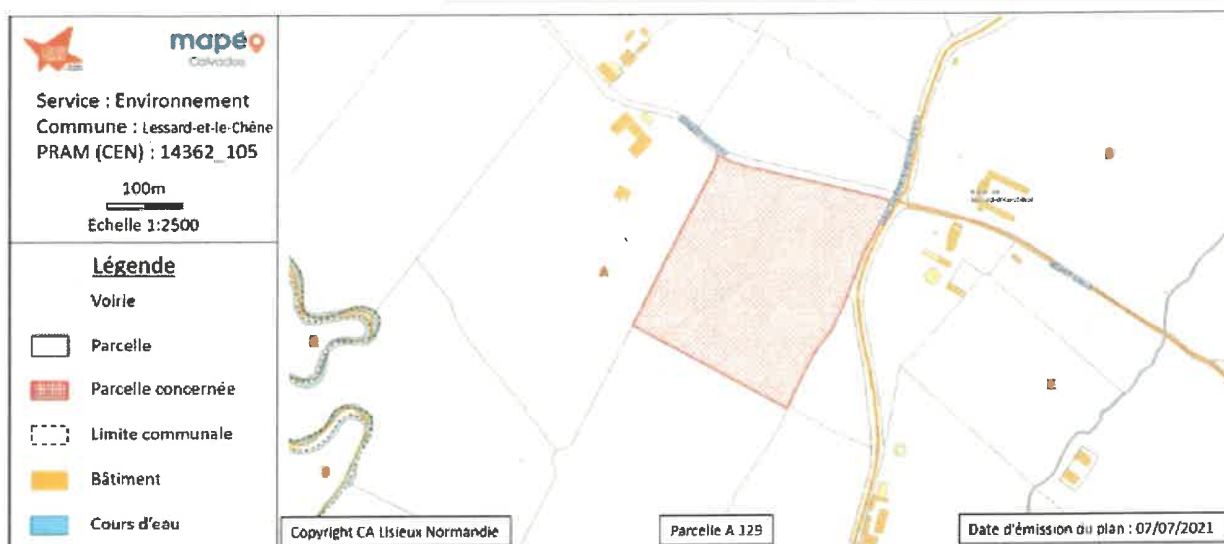 mapéo
Calvados
Service : Environnement
Commune : Lessard-et-le-Chêne
PRAM (CEN) : 14362_105
100m
Echelle 1:2500
Légende
Voirie
Parcelle
Parcelle concernée
Limite communale
Bâtiment
Cours d'eau
A
Copyright CA Lisieux Normandie
Parcelle A 129
Date d'émission du plan : 07/07/2021